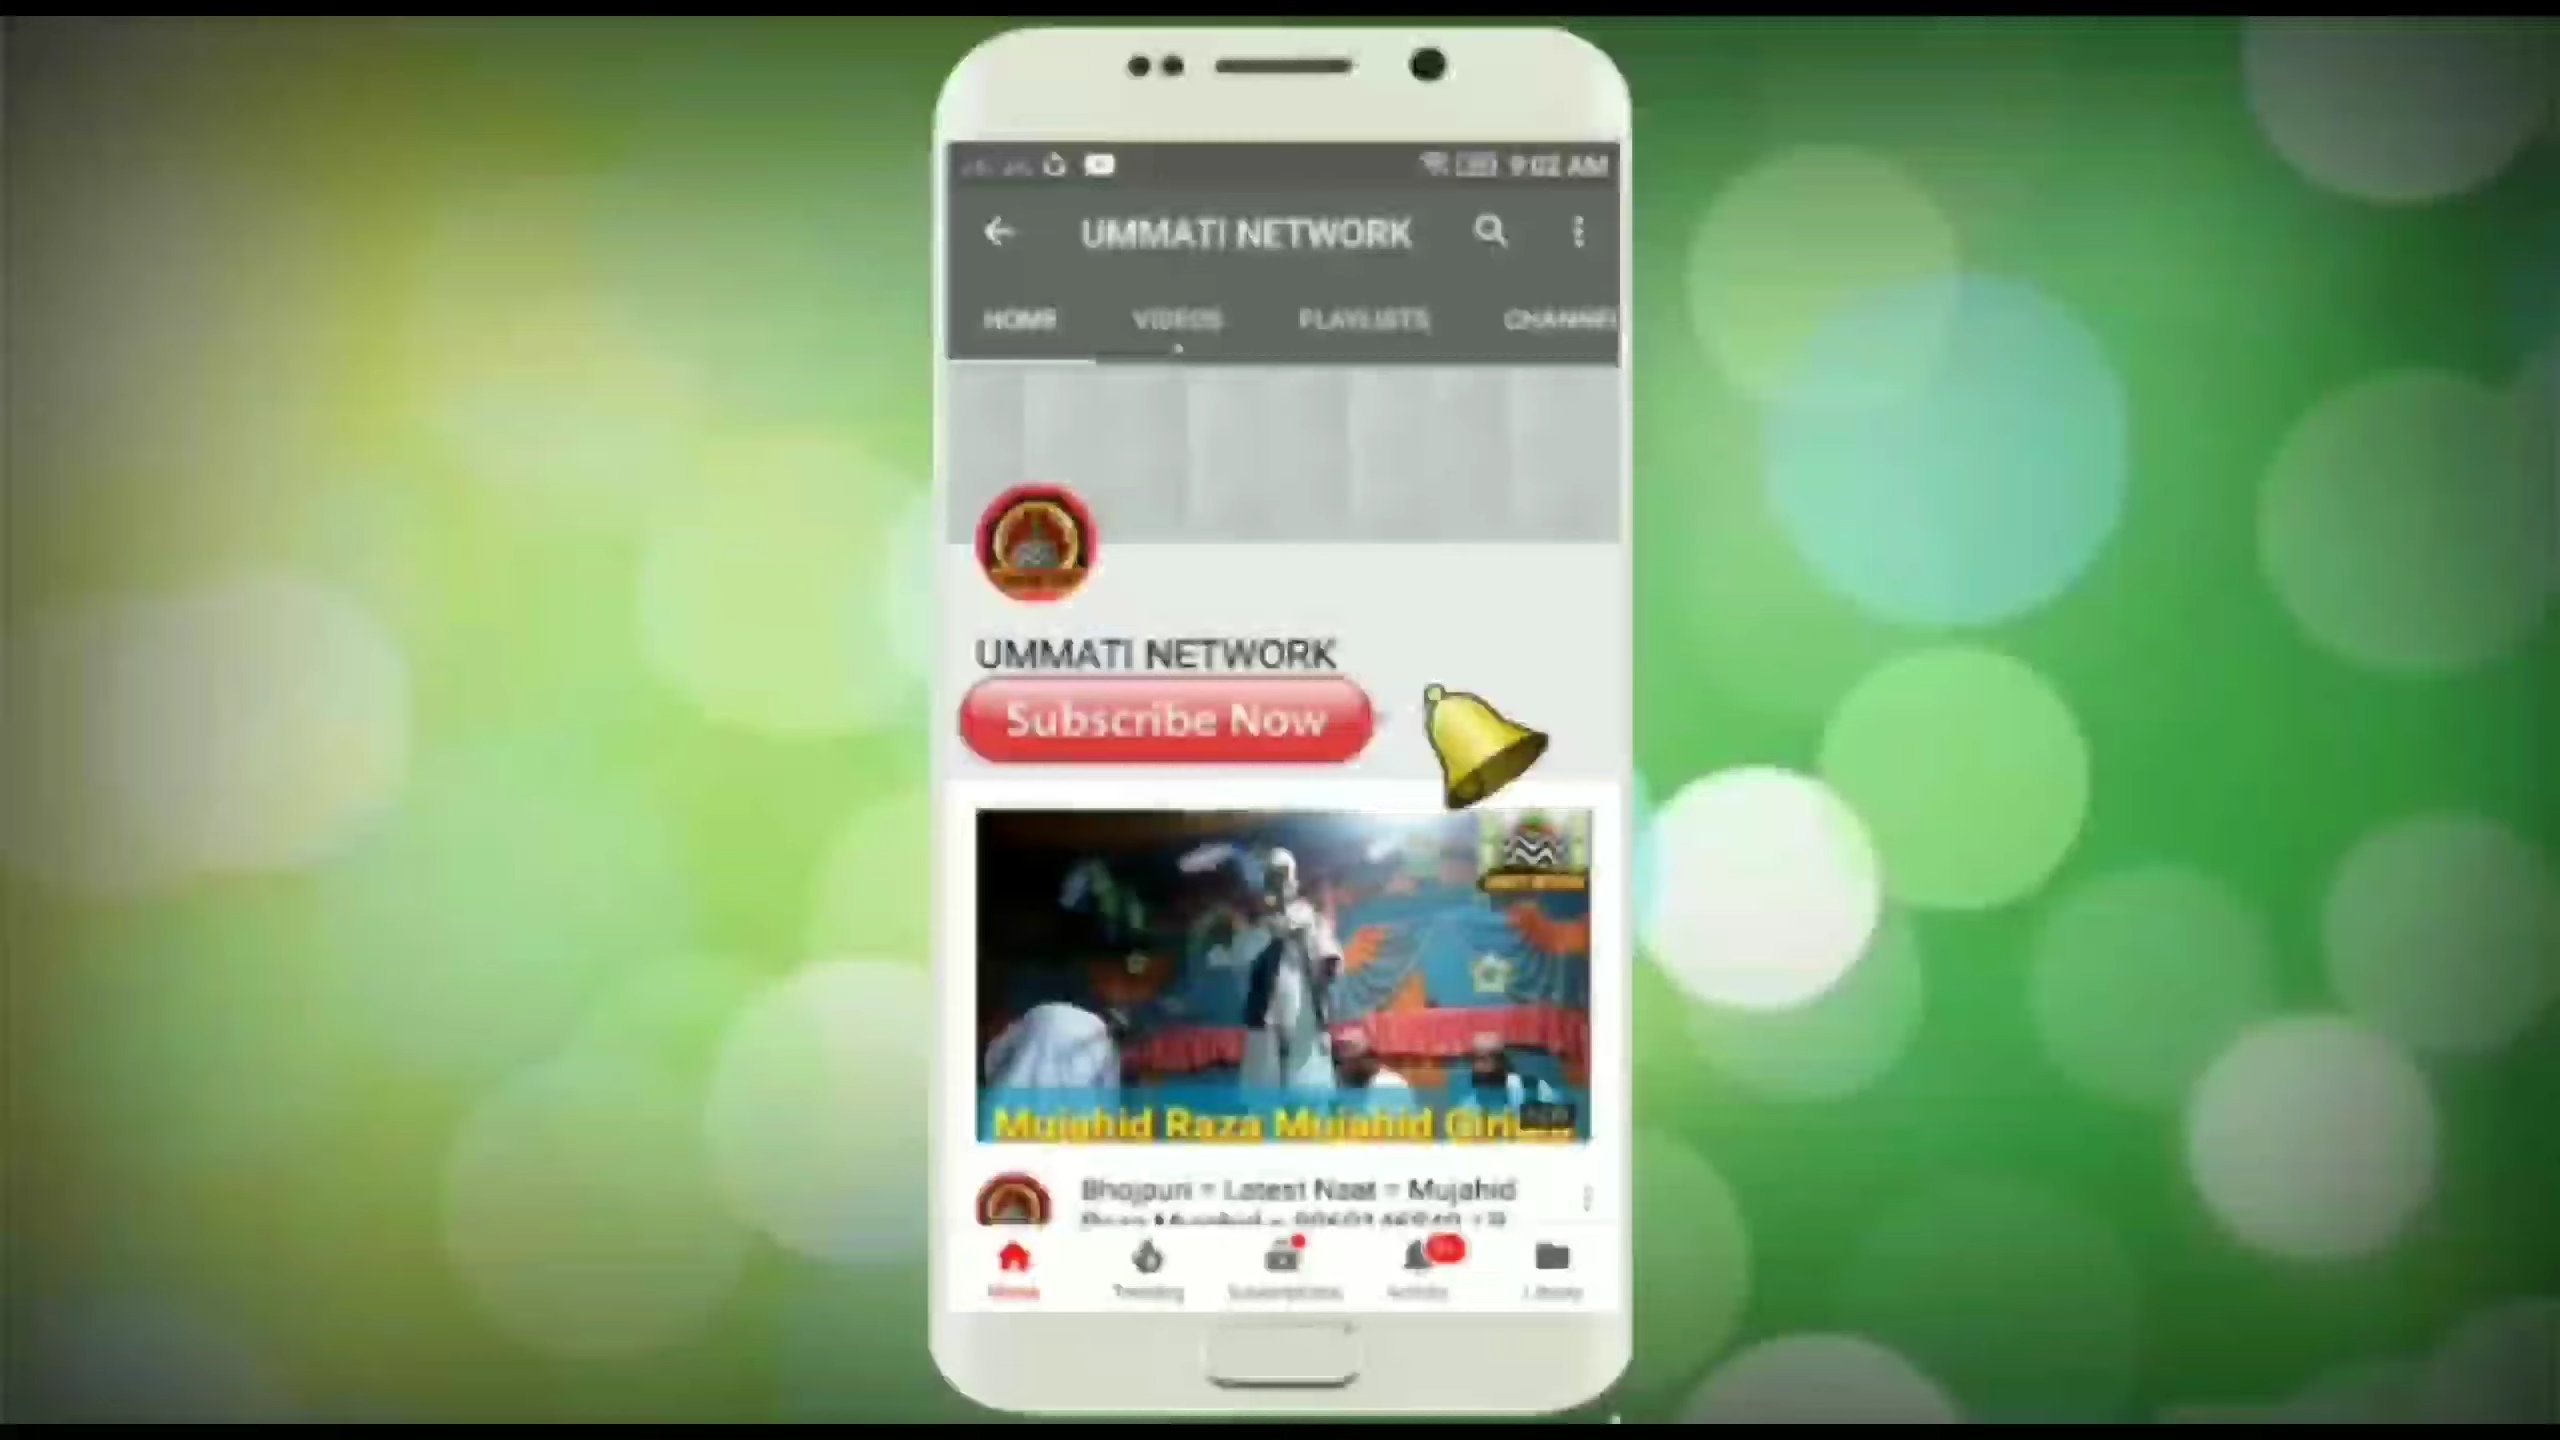 9:02 AM
UMMATI NETWORK
HOME VIDEOS PLAYLISTS CHANNEL
UMMATI NETWORK
Subscribe Now
Mujahid Raza Mujahid
Bhojpuri = Latest Naat = Mujahid
Home Trending Subscriptions Activity Library